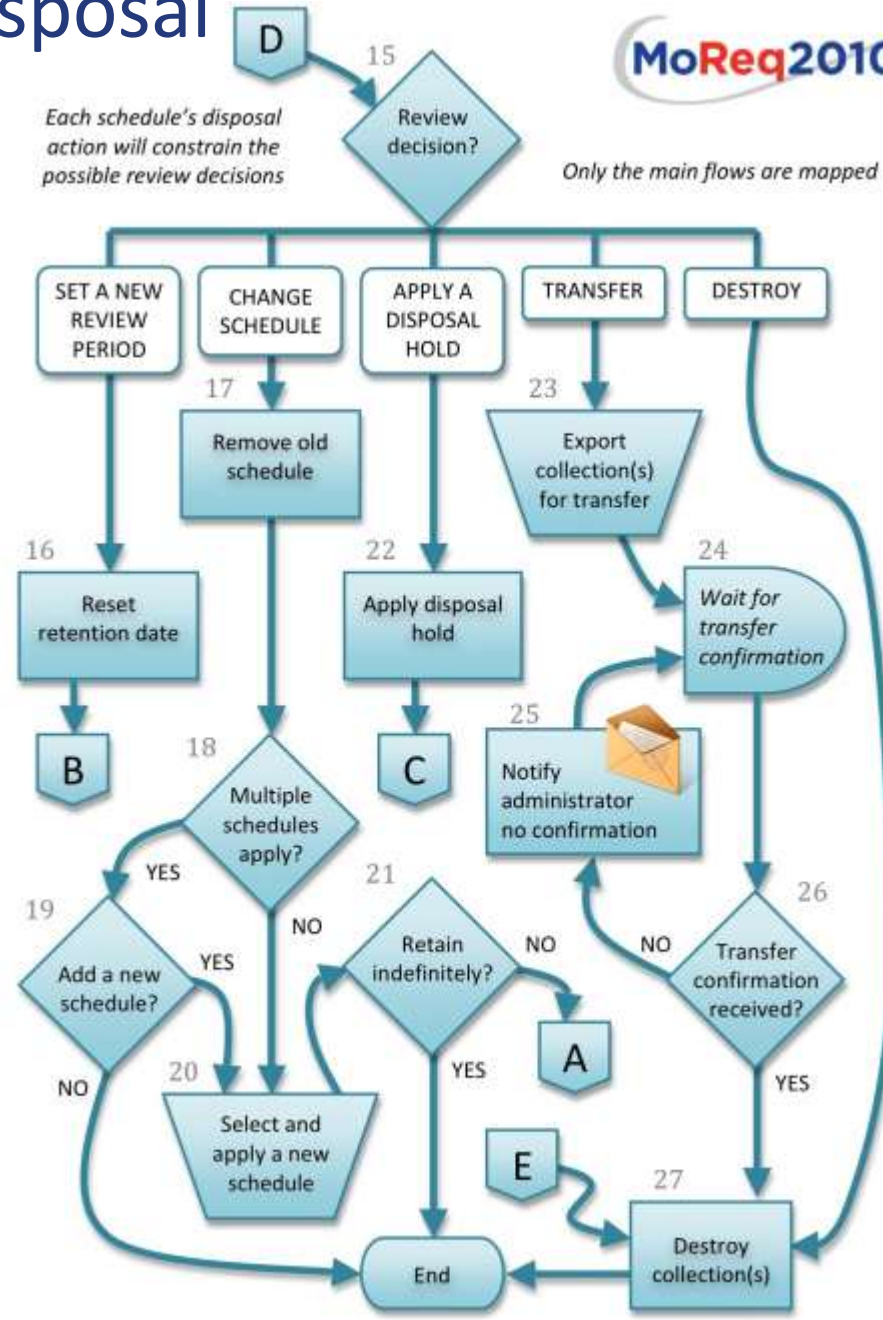 sposal
D
15
MoReq2010
Each schedule's disposal
action will constrain the
possible review decisions
Review
decision?
Only the main flows are mapped
SET A NEW
REVIEW
PERIOD
CHANGE
SCHEDULE
APPLY A
DISPOSAL
HOLD
TRANSFER
DESTROY
17
23
Remove old
schedule
Export
collection(s)
for transfer
16
22
24
Reset
retention date
Apply disposal
hold
Wait for
transfer
confirmation
B
18
C
25
Multiple
schedules
apply?
Notify
administrator
no confirmation
YES
21
26
19
NO
Add a new
schedule?
YES
Retain
indefinitely?
NO
NO
Transfer
confirmation
received?
NO
20
YES
A
YES
Select and
apply a new
schedule
E
27
End
Destroy
collection(s)